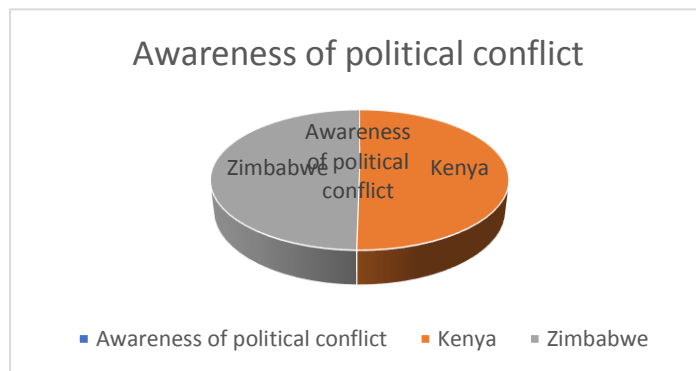 Awareness of political conflict
Awareness
of political
conflict
Zimbabwe
Kenya
Awareness of political conflict
Kenya
Zimbabwe